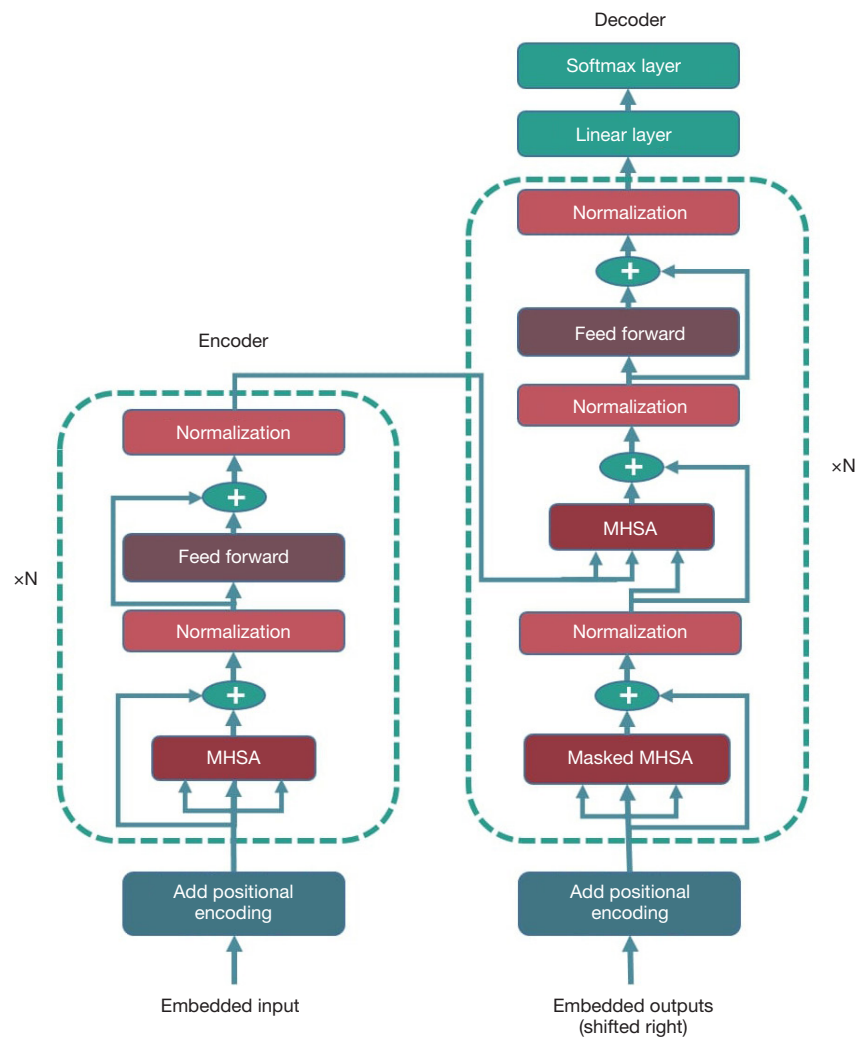 Decoder
Softmax layer
Linear layer
Normalization
Feed forward
Normalization
MHSA
Normalization
Masked MHSA
Add positional
encoding
Embedded outputs
(shifted right)
×N
Encoder
Normalization
Feed forward
Normalization
MHSA
Add positional
encoding
Embedded input
×N